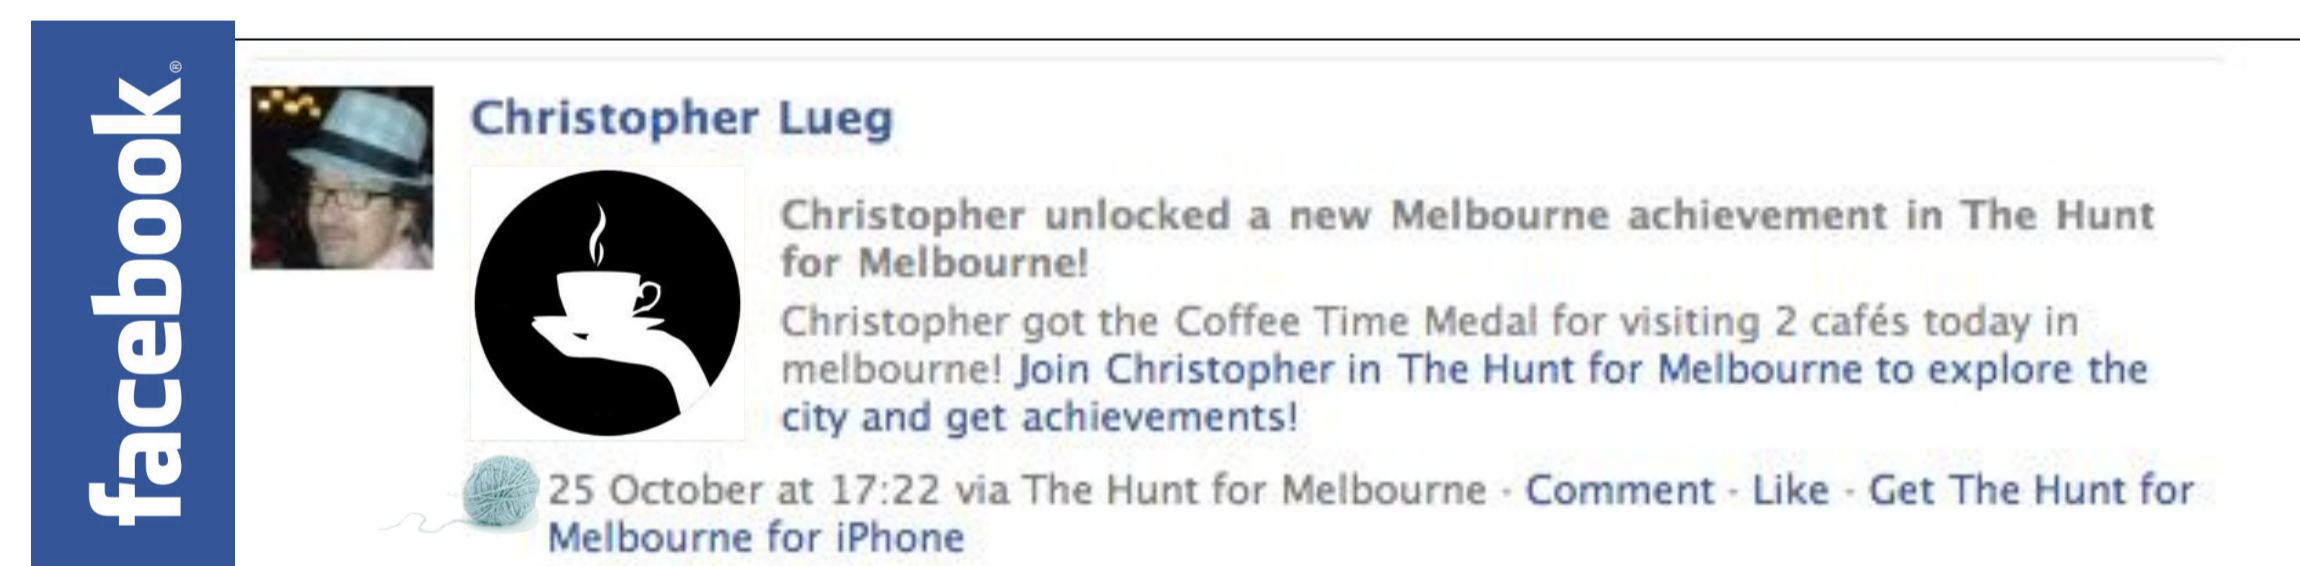 facebook®
Christopher Lueg
Christopher unlocked a new Melbourne achievement in The Hunt
for Melbourne!
Christopher got the Coffee Time Medal for visiting 2 cafés today in
melbourne! Join Christopher in The Hunt for Melbourne to explore the
city and get achievements!
25 October at 17:22 via The Hunt for Melbourne · Comment · Like · Get The Hunt for
Melbourne for iPhone